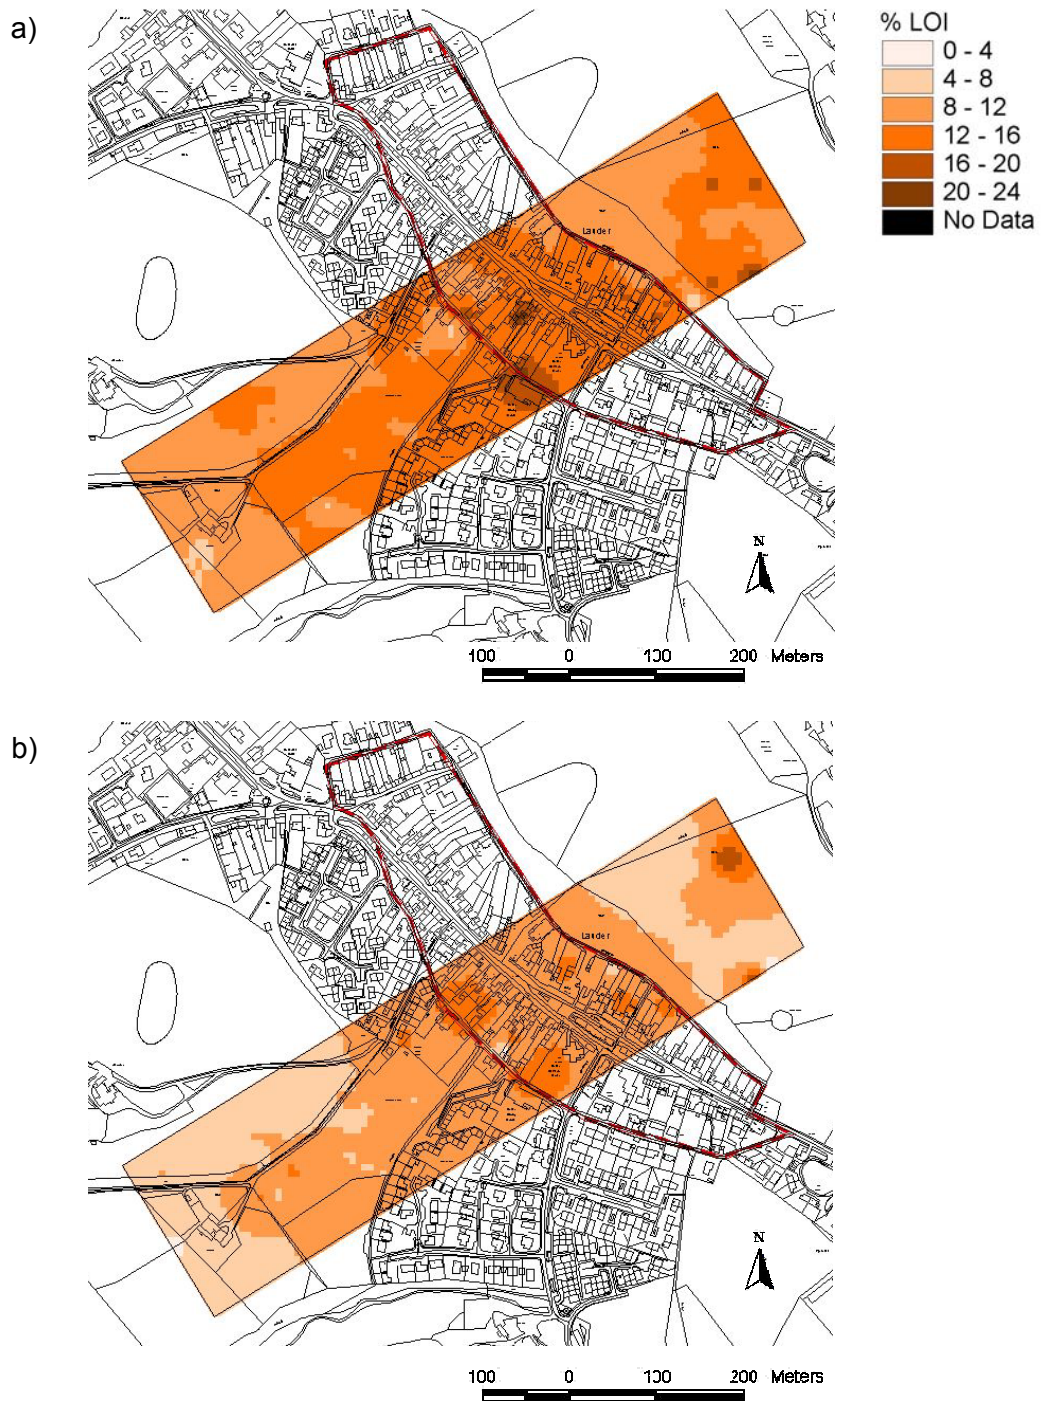 a)
% LOI
0 - 4
4 - 8
8 - 12
12 - 16
16 - 20
20 - 24
No Data
Lauder
N
100 0 100 200 Meters
b)
Lauder
N
100 0 100 200 Meters